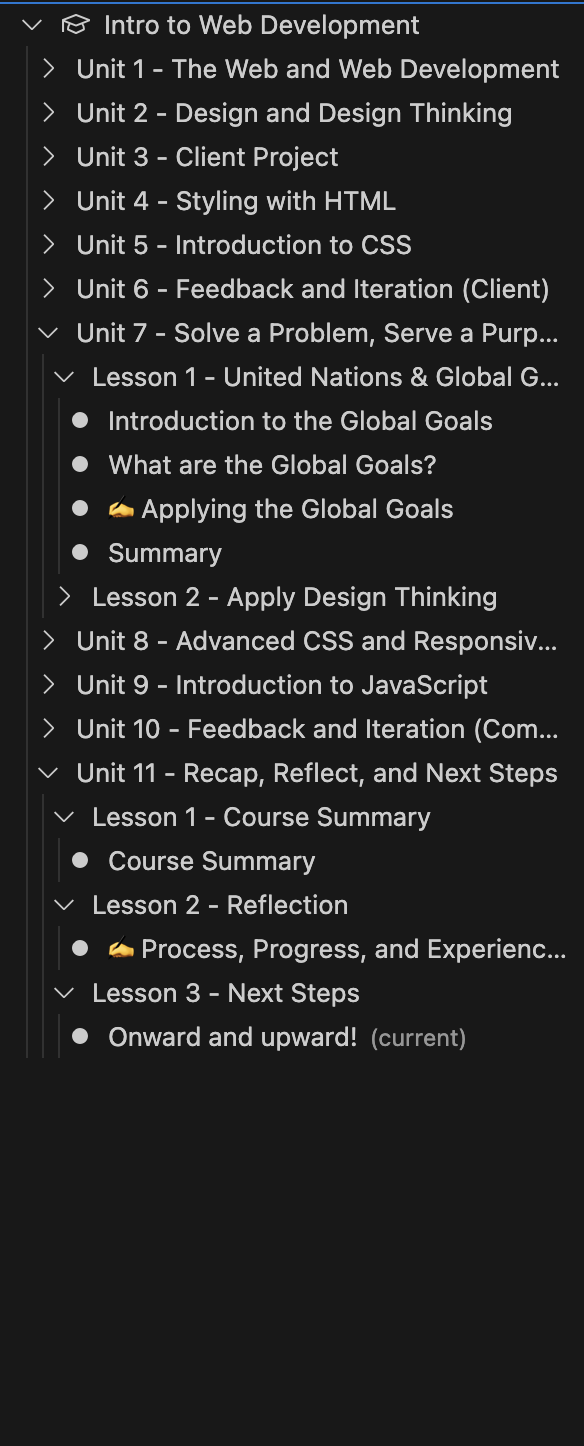 Intro to Web Development
Unit 1 - The Web and Web Development
Unit 2 - Design and Design Thinking
Unit 3 - Client Project
Unit 4 - Styling with HTML
Unit 5 - Introduction to CSS
Unit 6 - Feedback and Iteration (Client)
Unit 7 - Solve a Problem, Serve a Purp...
Lesson 1 - United Nations & Global G...
Introduction to the Global Goals
What are the Global Goals?
✍️ Applying the Global Goals
Summary
Lesson 2 - Apply Design Thinking
Unit 8 - Advanced CSS and Responsiv...
Unit 9 - Introduction to JavaScript
Unit 10 - Feedback and Iteration (Com...
Unit 11 - Recap, Reflect, and Next Steps
Lesson 1 - Course Summary
Course Summary
Lesson 2 - Reflection
✍️ Process, Progress, and Experienc...
Lesson 3 - Next Steps
Onward and upward! (current)